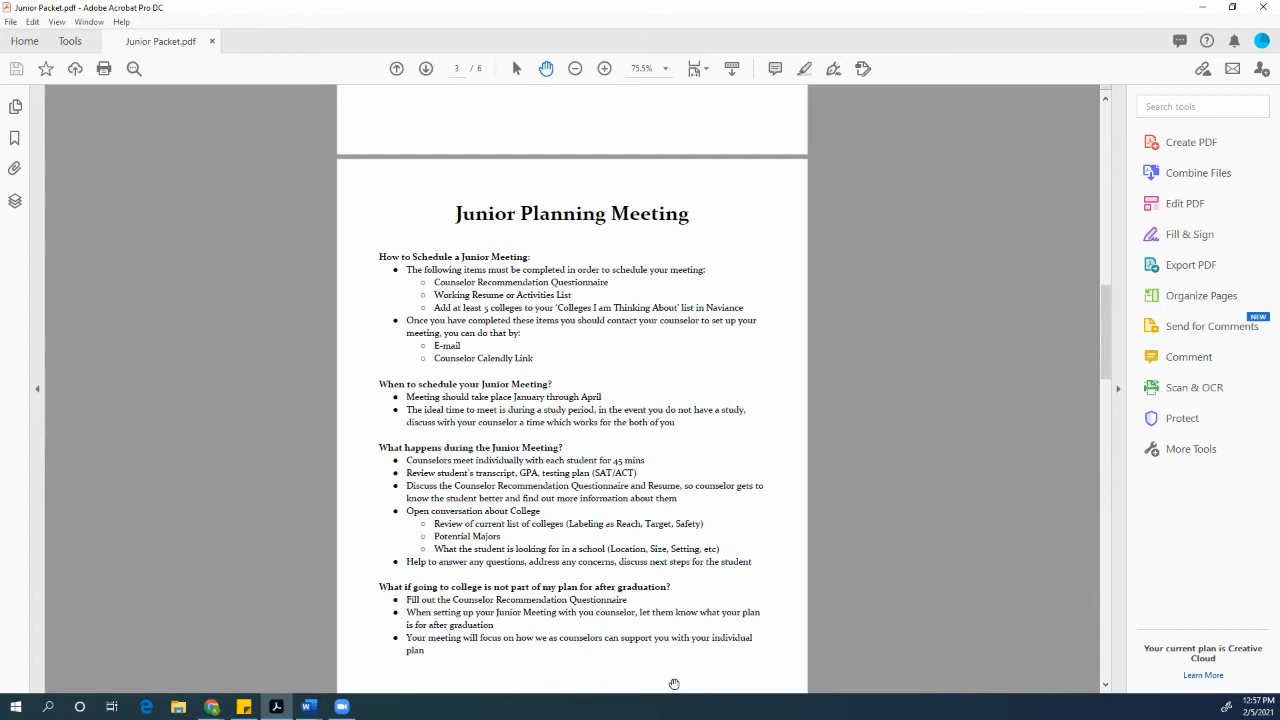 Junior Packet.pdf - Adobe Acrobat Pro DC
File Edit View Window Help
Home Tools Junior Packet.pdf ×
3 / 6 75.5%
Search tools
Create PDF
Combine Files
Edit PDF
Fill & Sign
Export PDF
Organize Pages
NEW
Send for Comments
Comment
Scan & OCR
Protect
More Tools
Your current plan is Creative
Cloud
Learn More
Junior Planning Meeting
How to Schedule a Junior Meeting:
● The following items must be completed in order to schedule your meeting:
○ Counselor Recommendation Questionnaire
○ Working Resume or Activities List
○ Add at least 5 colleges to your ‘Colleges I am Thinking About’ list in Naviance
● Once you have completed these items you should contact your counselor to set up your
meeting, you can do that by:
○ E-mail
○ Counselor Calendly Link
When to schedule your Junior Meeting?
● Meeting should take place January through April
● The ideal time to meet is during a study period, in the event you do not have a study,
discuss with your counselor a time which works for the both of you
What happens during the Junior Meeting?
● Counselors meet individually with each student for 45 mins
● Review student's transcript, GPA, testing plan (SAT/ACT)
● Discuss the Counselor Recommendation Questionnaire and Resume, so counselor gets to
know the student better and find out more information about them
● Open conversation about College
○ Review of current list of colleges (Labeling as Reach, Target, Safety)
○ Potential Majors
○ What the student is looking for in a school (Location, Size, Setting, etc)
● Help to answer any questions, address any concerns, discuss next steps for the student
What if going to college is not part of my plan for after graduation?
● Fill out the Counselor Recommendation Questionnaire
● When setting up your Junior Meeting with you counselor, let them know what your plan
is for after graduation
● Your meeting will focus on how we as counselors can support you with your individual
plan
12:57 PM
2/5/2021